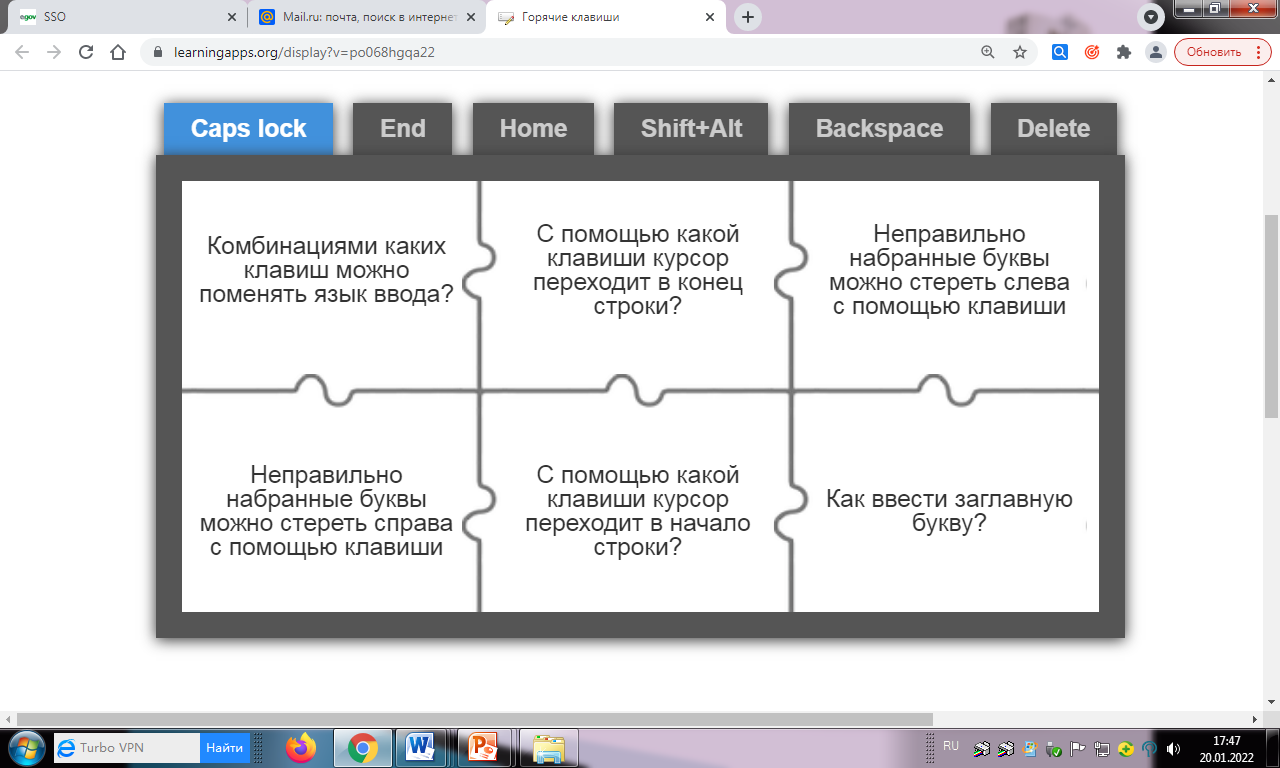 SSO
Mail.ru: почта, поиск в интернет
Горячие клавиши
learningapps.org/display?v=po068hgqa22
Обновить
Caps lock
End
Home
Shift+Alt
Backspace
Delete
Комбинациями каких
клавиш можно
поменять язык ввода?
С помощью какой
клавиши курсор
переходит в конец
строки?
Неправильно
набранные буквы
можно стереть слева
с помощью клавиши
Неправильно
набранные буквы
можно стереть справа
с помощью клавиши
С помощью какой
клавиши курсор
переходит в начало
строки?
Как ввести заглавную
букву?
Turbo VPN
Найти
RU
17:47
20.01.2022